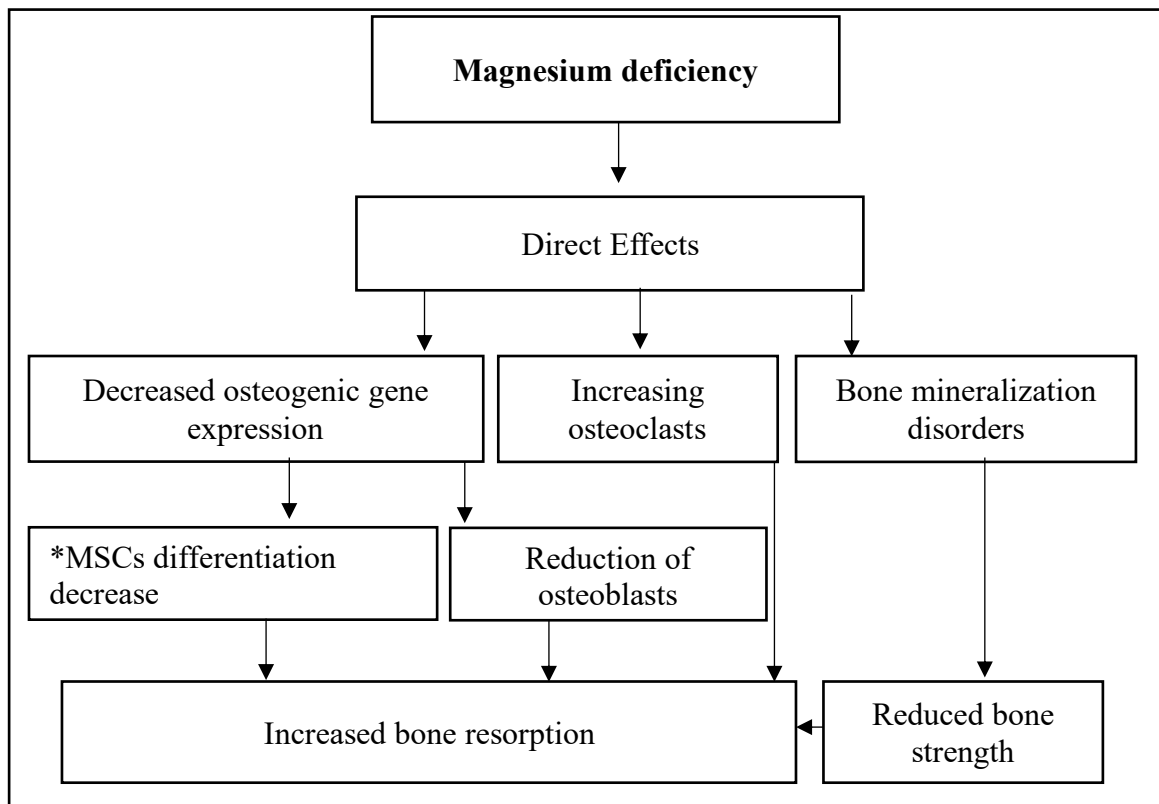 Magnesium deficiency
Direct Effects
Decreased osteogenic gene
expression
Increasing
osteoclasts
Bone mineralization
disorders
*MSCs differentiation
decrease
Reduction of
osteoblasts
Increased bone resorption
Reduced bone
strength